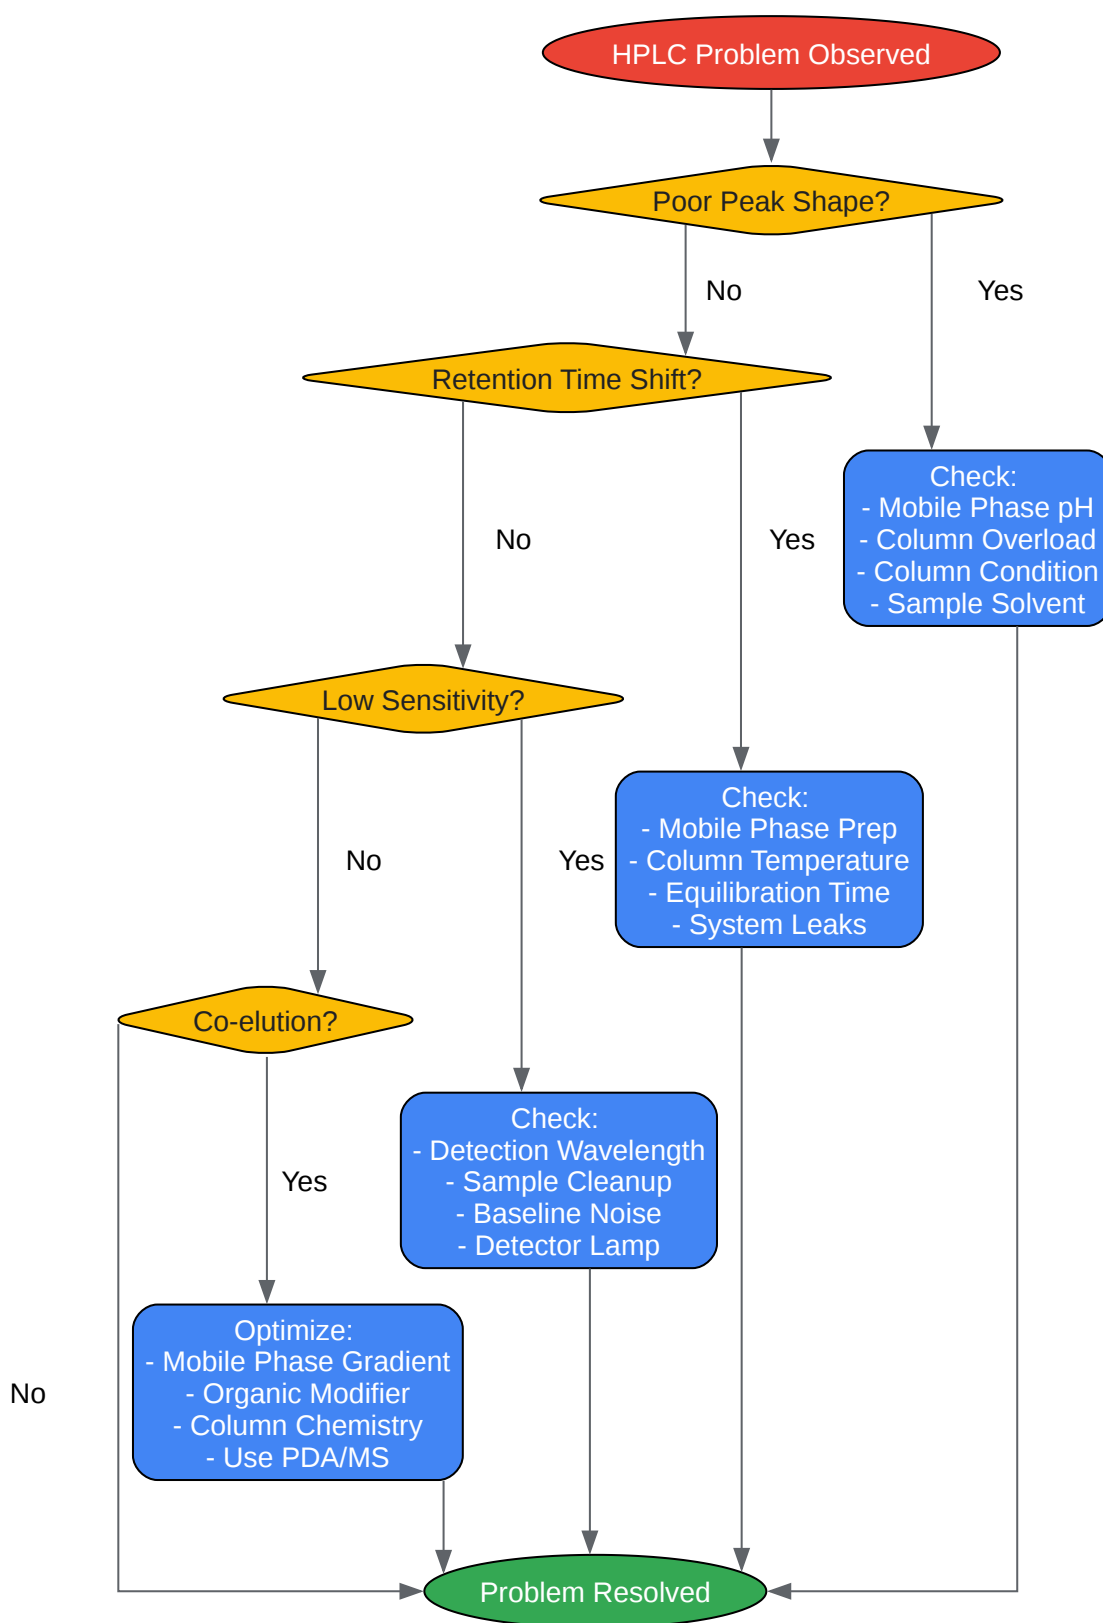 HPLC Problem Observed
Poor Peak Shape?
No
Yes
Retention Time Shift?
Check:
- Mobile Phase pH
- Column Overload
- Column Condition
- Sample Solvent
No
Yes
Low Sensitivity?
Check:
- Mobile Phase Prep
- Column Temperature
- Equilibration Time
- System Leaks
No
Yes
Co-elution?
Check:
- Detection Wavelength
- Sample Cleanup
- Baseline Noise
- Detector Lamp
Yes
Optimize:
- Mobile Phase Gradient
- Organic Modifier
- Column Chemistry
- Use PDA/MS
No
Problem Resolved